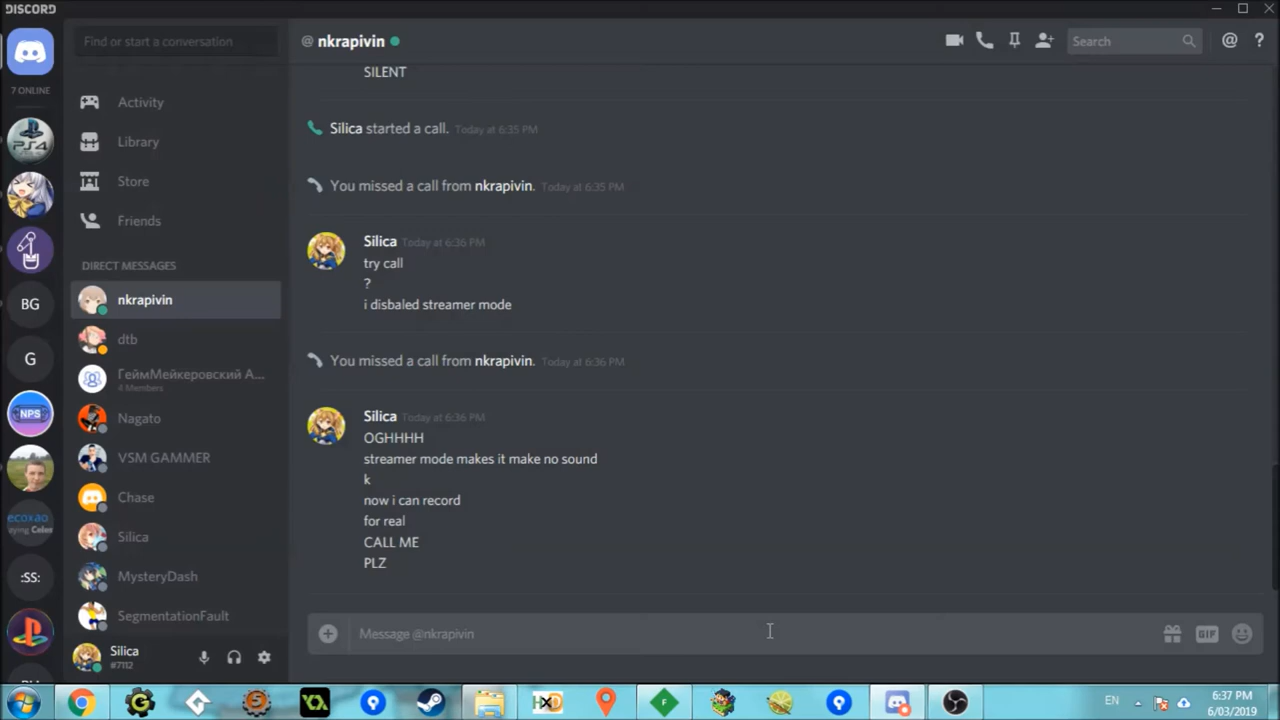 DISCORD
Find or start a conversation
@ nkrapivin
Search
7 ONLINE
PS4
BG
G
NPS
ecoxao
aying Celes
:SS:
Activity
Library
Store
Friends
DIRECT MESSAGES
nkrapivin
dtb
ГеймМейкеровский А...
4 Members
Nagato
VSM GAMMER
Chase
Silica
MysteryDash
SegmentationFault
Silica
#7112
SILENT
Silica started a call. Today at 6:35 PM
You missed a call from nkrapivin. Today at 6:35 PM
Silica Today at 6:36 PM
try call
?
i disbaled streamer mode
You missed a call from nkrapivin. Today at 6:36 PM
Silica Today at 6:36 PM
OGHHHH
streamer mode makes it make no sound
k
now i can record
for real
CALL ME
PLZ
Message @nkrapivin
GIF
EN
6:37 PM
6/03/2019